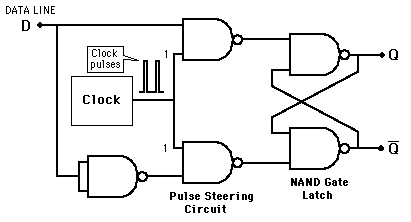 DATA LINE
D
Clock
pulses
1
Q
Clock
1
Q
Pulse Steering
Circuit
NAND Gate
Latch